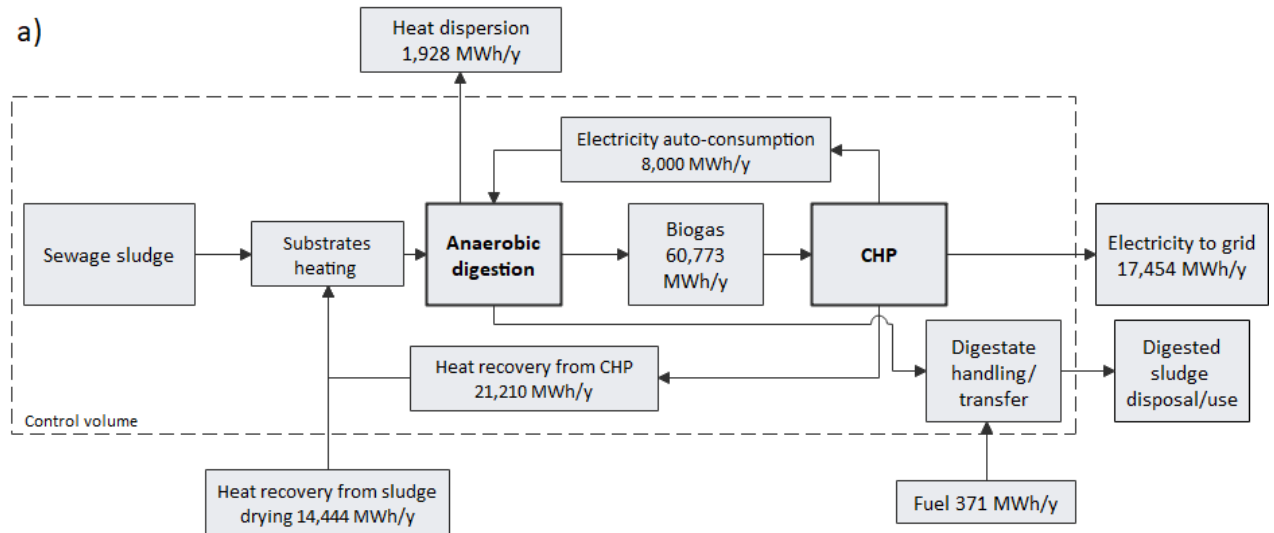 a)
Heat dispersion
1,928 MWh/y
Electricity auto-consumption
8,000 MWh/y
Sewage sludge
Substrates
heating
Anaerobic
digestion
Biogas
60,773
MWh/y
CHP
Electricity to grid
17,454 MWh/y
Heat recovery from CHP
21,210 MWh/y
Digestate
handling/
transfer
Digested
sludge
disposal/use
Control volume
Heat recovery from sludge
drying 14,444 MWh/y
Fuel 371 MWh/y